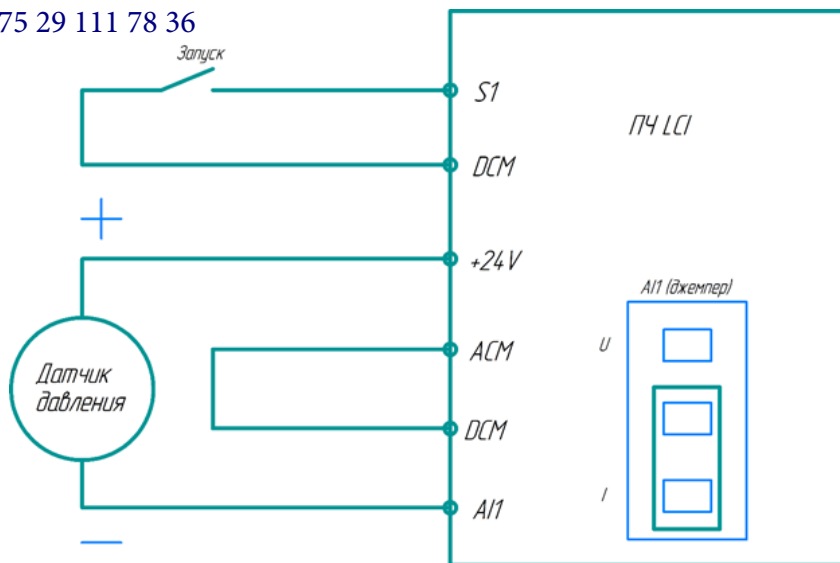 75 29 111 78 36
Запуск
S1
ПЧ LCI
DCM
+
+24V
AI1 (джемпер)
U
ACM
Датчик
давления
DCM
I
AI1
—